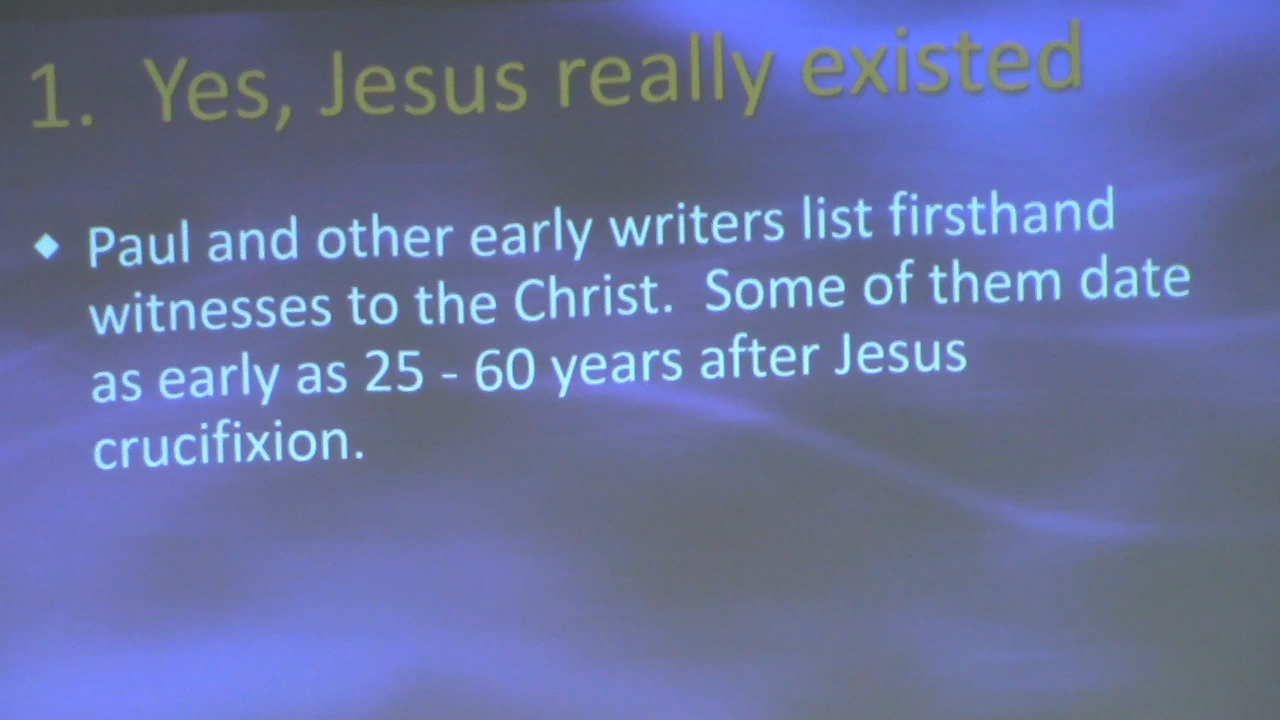 1. Yes, Jesus really existed
◆ Paul and other early writers list firsthand
witnesses to the Christ. Some of them date
as early as 25 - 60 years after Jesus
crucifixion.